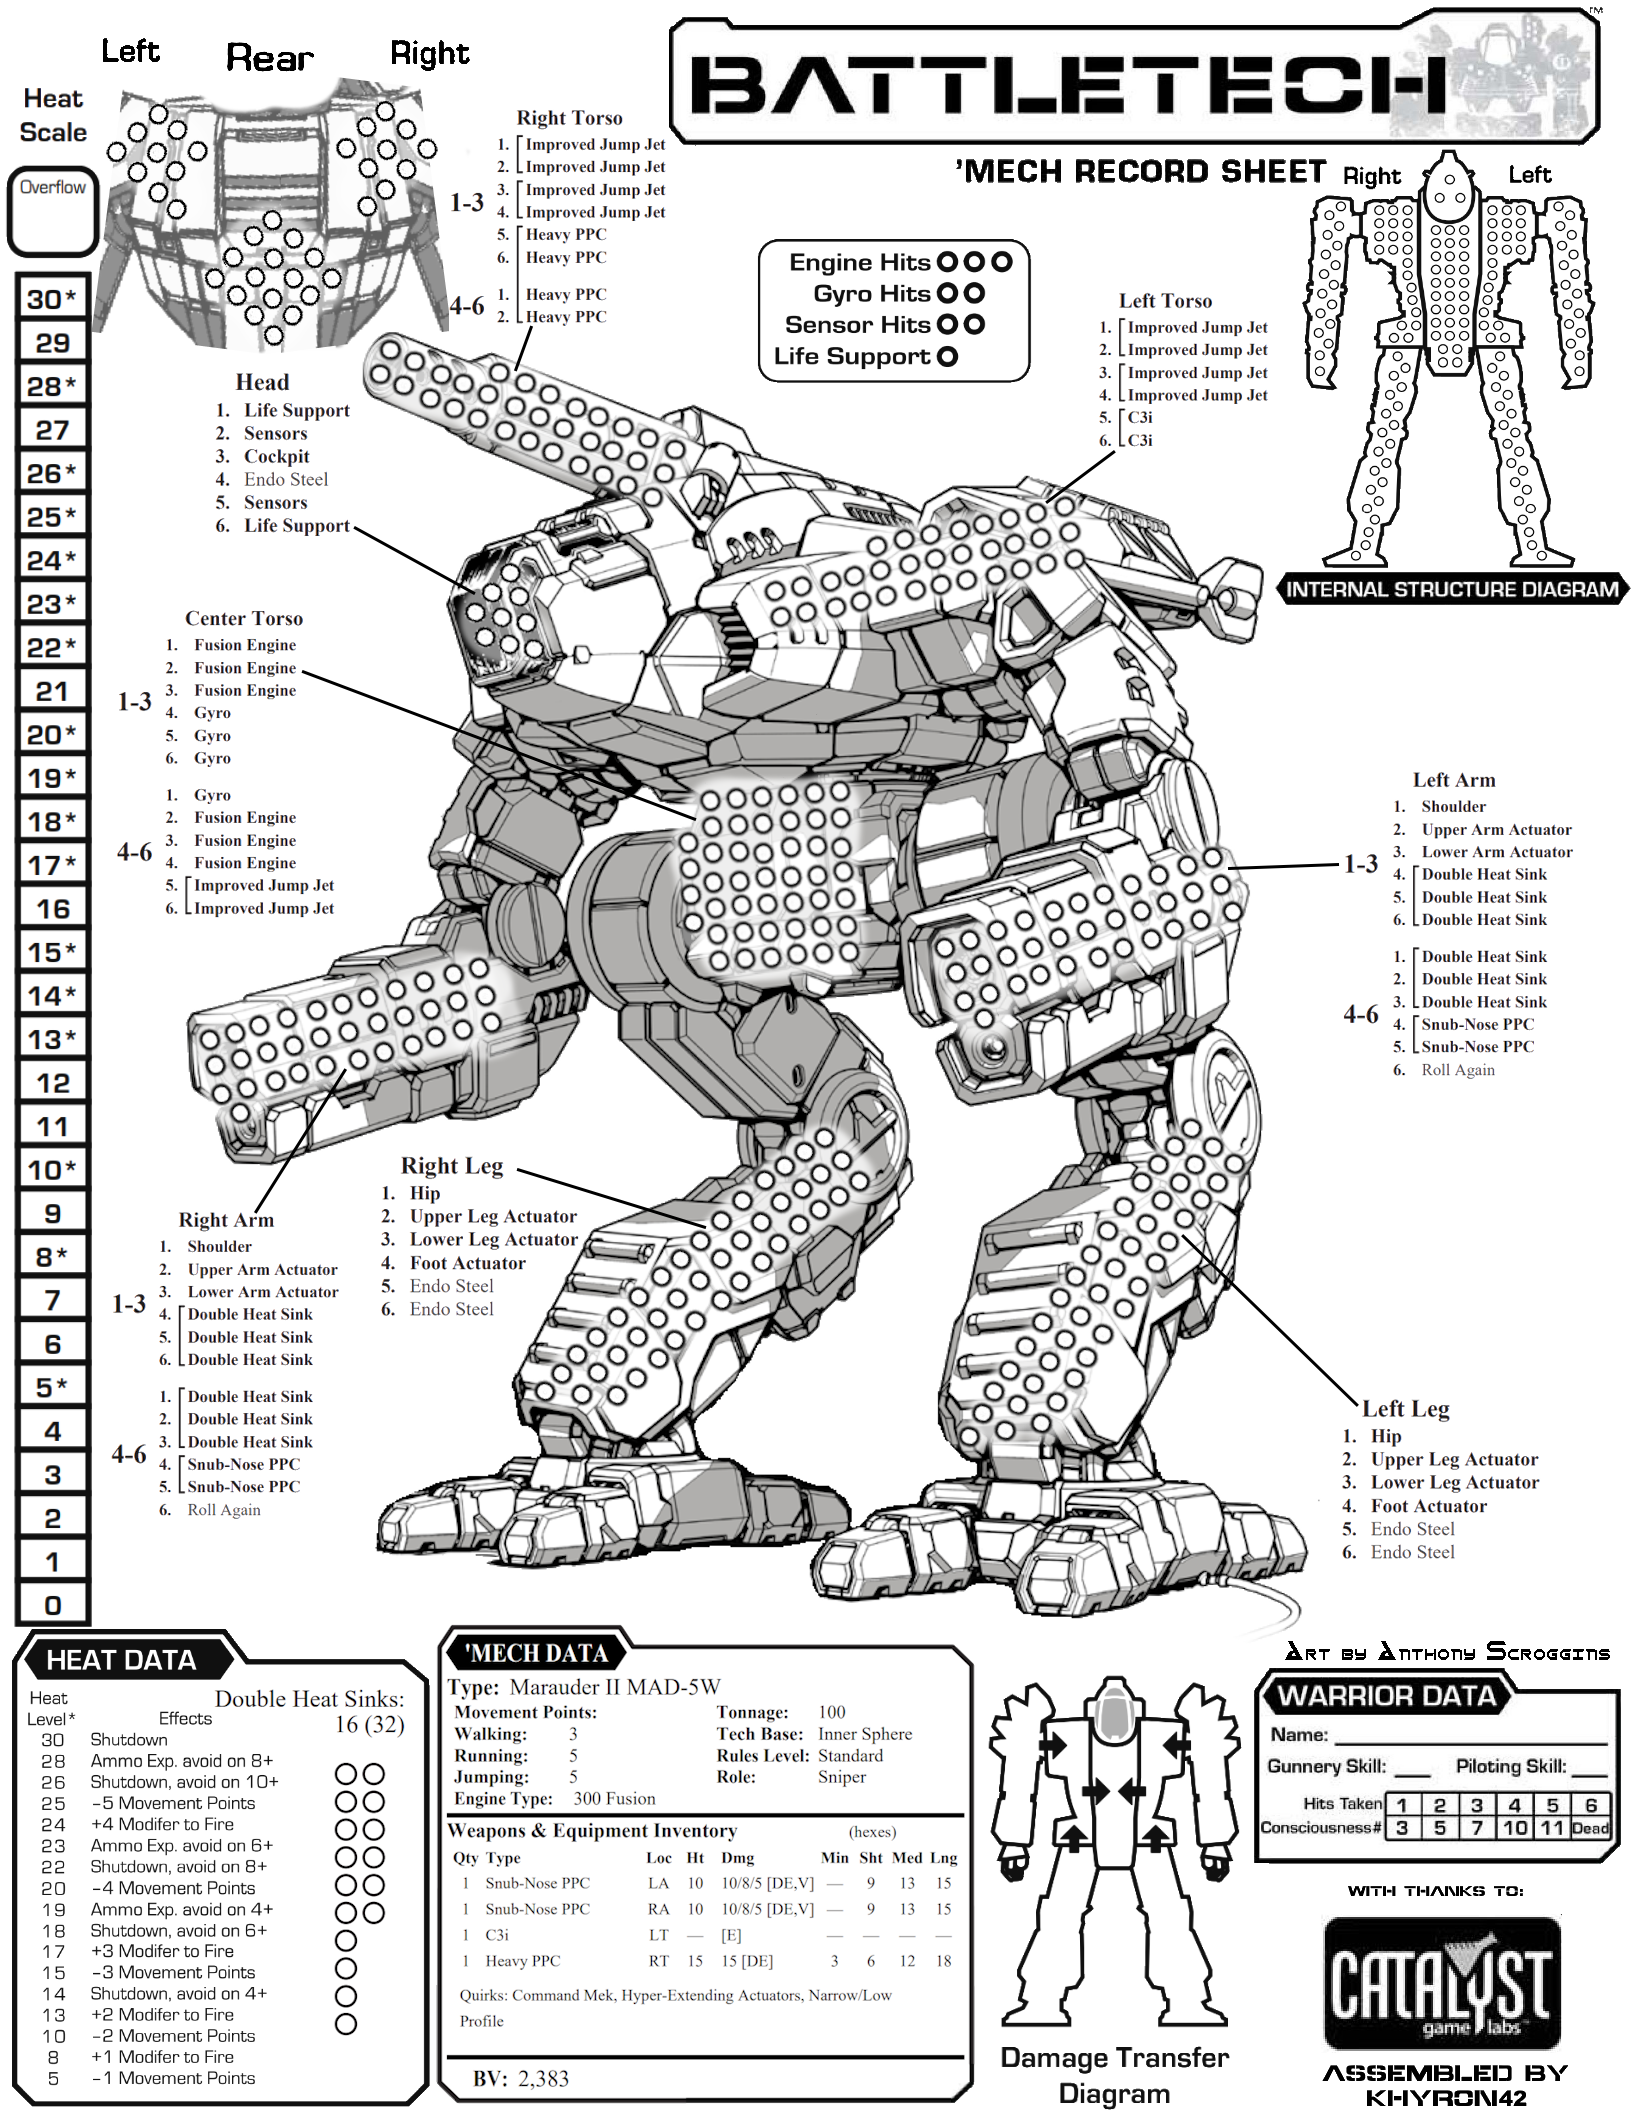 Left Rear Right
BATTLETECH™
'MECH RECORD SHEET
Heat
Scale
Overflow
30*
29
28*
27
26*
25*
24*
23*
22*
21
20*
19*
18*
17*
16
15*
14*
13*
12
11
10*
9
8*
7
6
5*
4
3
2
1
0
Right Torso
1-3
1. Improved Jump Jet
2. Improved Jump Jet
3. Improved Jump Jet
4. Improved Jump Jet
5. Heavy PPC
6. Heavy PPC
4-6
1. Heavy PPC
2. Heavy PPC
Engine Hits
Gyro Hits
Sensor Hits
Life Support
Left Torso
1. Improved Jump Jet
2. Improved Jump Jet
3. Improved Jump Jet
4. Improved Jump Jet
5. C3i
6. C3i
Right Left
INTERNAL STRUCTURE DIAGRAM
Head
1. Life Support
2. Sensors
3. Cockpit
4. Endo Steel
5. Sensors
6. Life Support
Center Torso
1-3
1. Fusion Engine
2. Fusion Engine
3. Fusion Engine
4. Gyro
5. Gyro
6. Gyro
4-6
1. Gyro
2. Fusion Engine
3. Fusion Engine
4. Fusion Engine
5. Improved Jump Jet
6. Improved Jump Jet
Left Arm
1-3
1. Shoulder
2. Upper Arm Actuator
3. Lower Arm Actuator
4. Double Heat Sink
5. Double Heat Sink
6. Double Heat Sink
4-6
1. Double Heat Sink
2. Double Heat Sink
3. Double Heat Sink
4. Snub-Nose PPC
5. Snub-Nose PPC
6. Roll Again
Right Leg
1. Hip
2. Upper Leg Actuator
3. Lower Leg Actuator
4. Foot Actuator
5. Endo Steel
6. Endo Steel
Right Arm
1-3
1. Shoulder
2. Upper Arm Actuator
3. Lower Arm Actuator
4. Double Heat Sink
5. Double Heat Sink
6. Double Heat Sink
4-6
1. Double Heat Sink
2. Double Heat Sink
3. Double Heat Sink
4. Snub-Nose PPC
5. Snub-Nose PPC
6. Roll Again
Left Leg
1. Hip
2. Upper Leg Actuator
3. Lower Leg Actuator
4. Foot Actuator
5. Endo Steel
6. Endo Steel
HEAT DATA
Double Heat Sinks:
16 (32)
Heat
Level* Effects
30 Shutdown
28 Ammo Exp. avoid on 8+
26 Shutdown, avoid on 10+
25 -5 Movement Points
24 +4 Modifer to Fire
23 Ammo Exp. avoid on 6+
22 Shutdown, avoid on 8+
20 -4 Movement Points
19 Ammo Exp. avoid on 4+
18 Shutdown, avoid on 6+
17 +3 Modifer to Fire
15 -3 Movement Points
14 Shutdown, avoid on 4+
13 +2 Modifer to Fire
10 -2 Movement Points
8 +1 Modifer to Fire
5 -1 Movement Points
'MECH DATA
Type: Marauder II MAD-5W
Movement Points: Tonnage: 100
Walking: 3 Tech Base: Inner Sphere
Running: 5 Rules Level: Standard
Jumping: 5 Role: Sniper
Engine Type: 300 Fusion
Weapons & Equipment Inventory (hexes)
Qty Type Loc Ht Dmg Min Sht Med Lng
1 Snub-Nose PPC LA 10 10/8/5 [DE,V] — 9 13 15
1 Snub-Nose PPC RA 10 10/8/5 [DE,V] — 9 13 15
1 C3i LT — [E] — — — —
1 Heavy PPC RT 15 15 [DE] 3 6 12 18
Quirks: Command Mek, Hyper-Extending Actuators, Narrow/Low
Profile
BV: 2,383
Damage Transfer
Diagram
Art by Anthony Scroggins
WARRIOR DATA
Name:
Gunnery Skill: Piloting Skill:
Hits Taken 1 2 3 4 5 6
Consciousness# 3 5 7 10 11 Dead
WITH THANKS TO:
CATALYST
game labs™
ASSEMBLED BY
KHYRON42